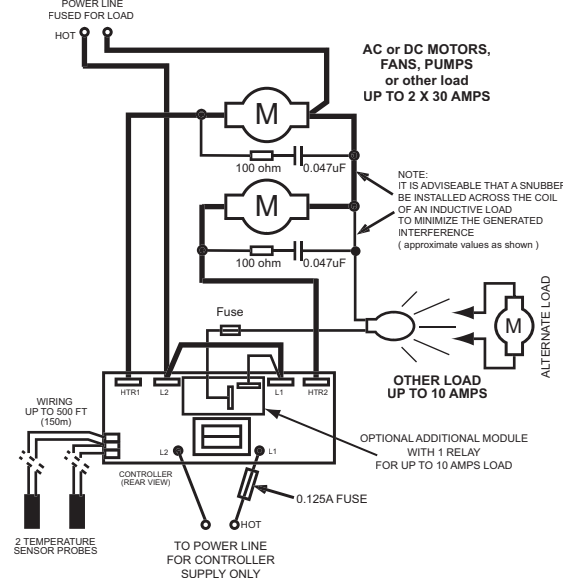 POWER LINE
FUSED FOR LOAD
HOT
AC or DC MOTORS,
FANS, PUMPS
or other load
UP TO 2 X 30 AMPS
M
100 ohm 0.047uF
NOTE:
IT IS ADVISEABLE THAT A SNUBBER
BE INSTALLED ACROSS THE COIL
OF AN INDUCTIVE LOAD
TO MINIMIZE THE GENERATED
INTERFERENCE
( approximate values as shown )
M
100 ohm 0.047uF
Fuse
M
ALTERNATE LOAD
OTHER LOAD
UP TO 10 AMPS
HTR1 L2 L1 HTR2
WIRING
UP TO 500 FT
(150m)
OPTIONAL ADDITIONAL MODULE
WITH 1 RELAY
FOR UP TO 10 AMPS LOAD
L2 L1
CONTROLLER
(REAR VIEW)
0.125A FUSE
HOT
2 TEMPERATURE
SENSOR PROBES
TO POWER LINE
FOR CONTROLLER
SUPPLY ONLY